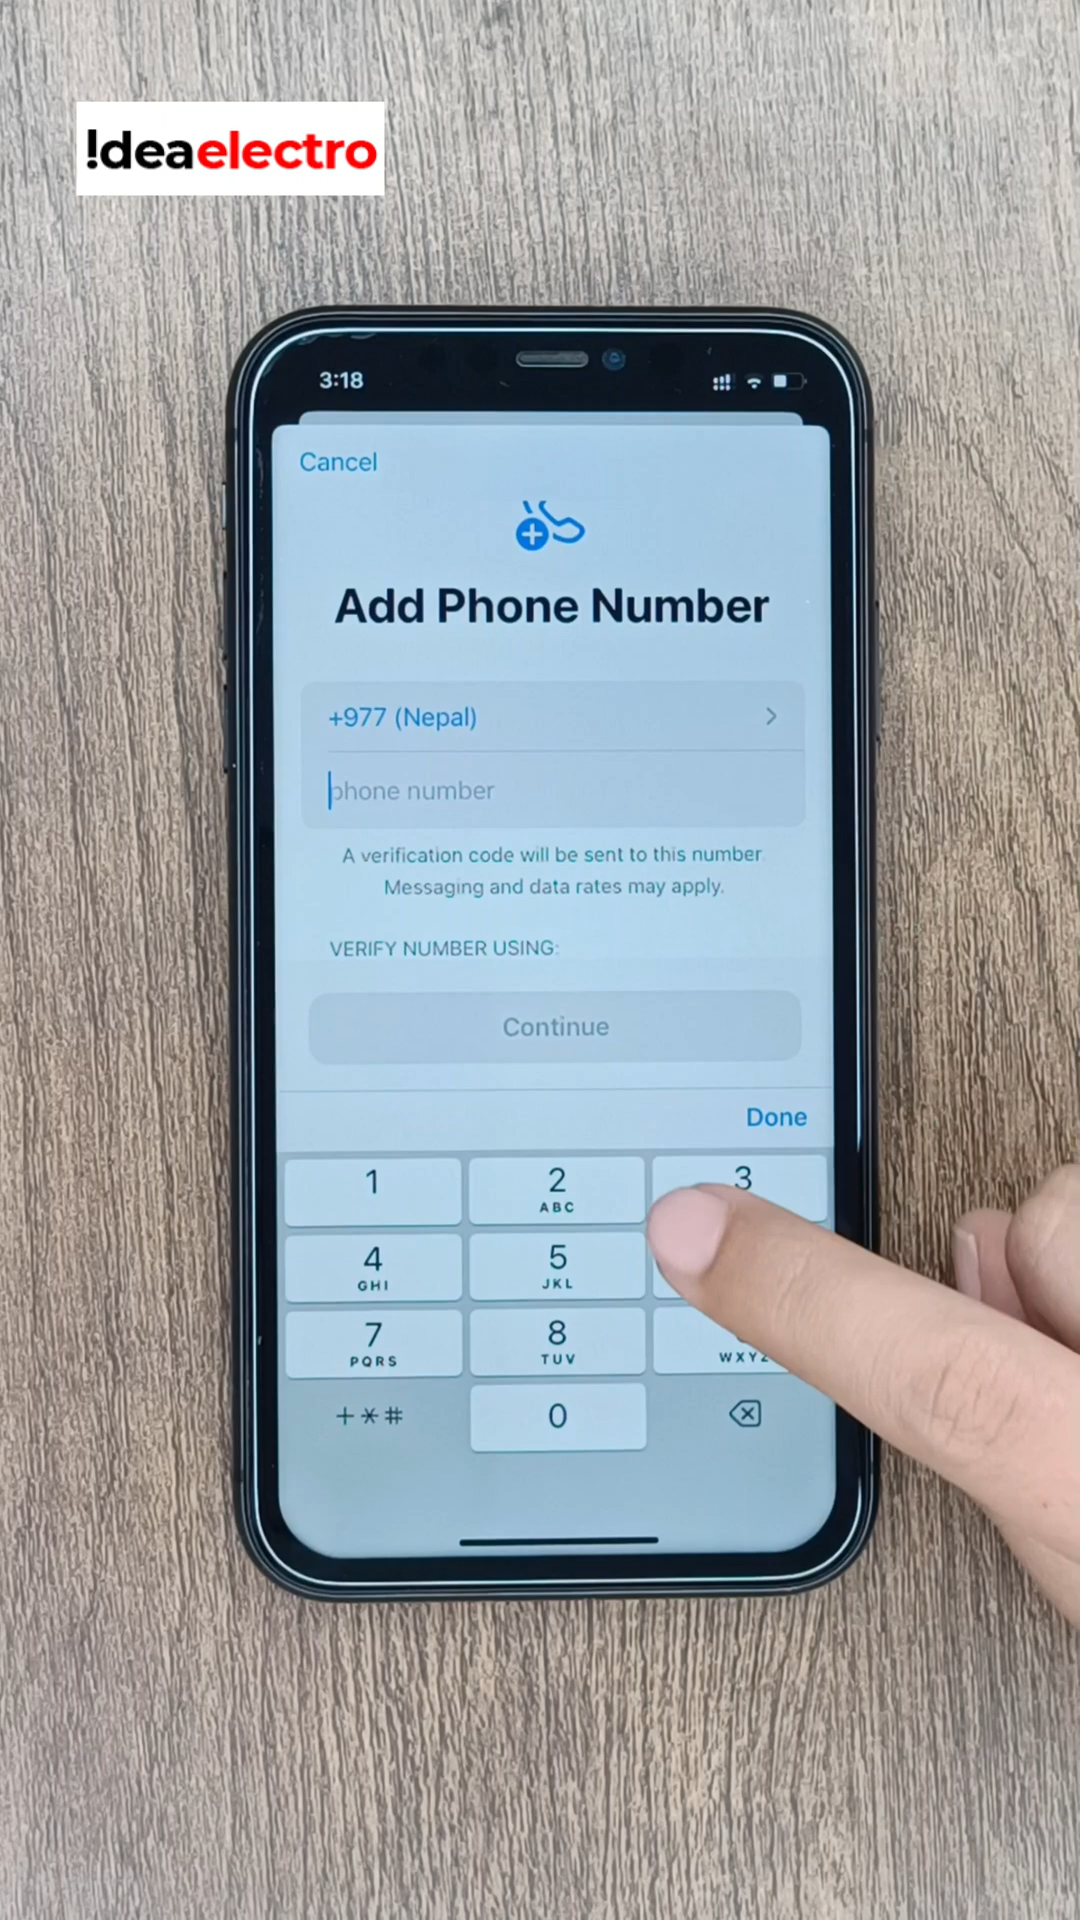 !deaelectro
3:18
Cancel
Add Phone Number
+977 (Nepal)
phone number
A verification code will be sent to this number
Messaging and data rates may apply.
VERIFY NUMBER USING:
Continue
Done
1
2
ABC
3
4
GHI
5
JKL
7
PQRS
8
TUV
WXYZ
+*#
0